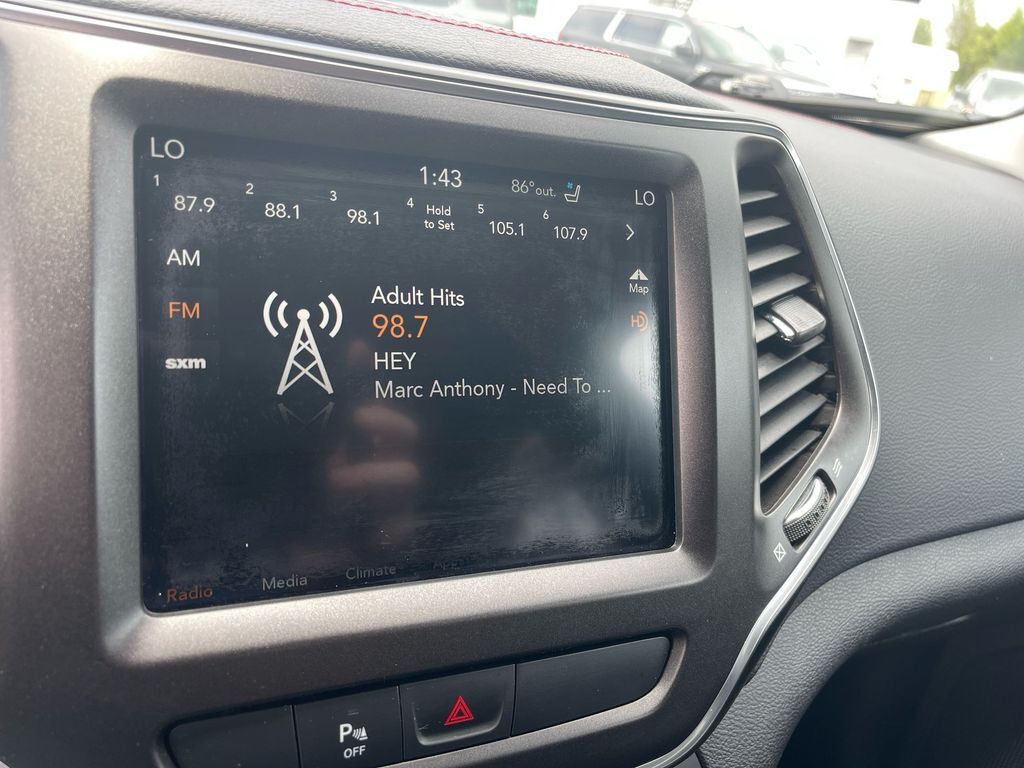 LO
1:43
86°out.
LO
1 87.9
2 88.1
3 98.1
4 Hold to Set
5 105.1
6 107.9
AM
Map
Adult Hits
FM
98.7
HD
HEY
sxm
Marc Anthony - Need To ...
Radio
Media
Climate
P OFF